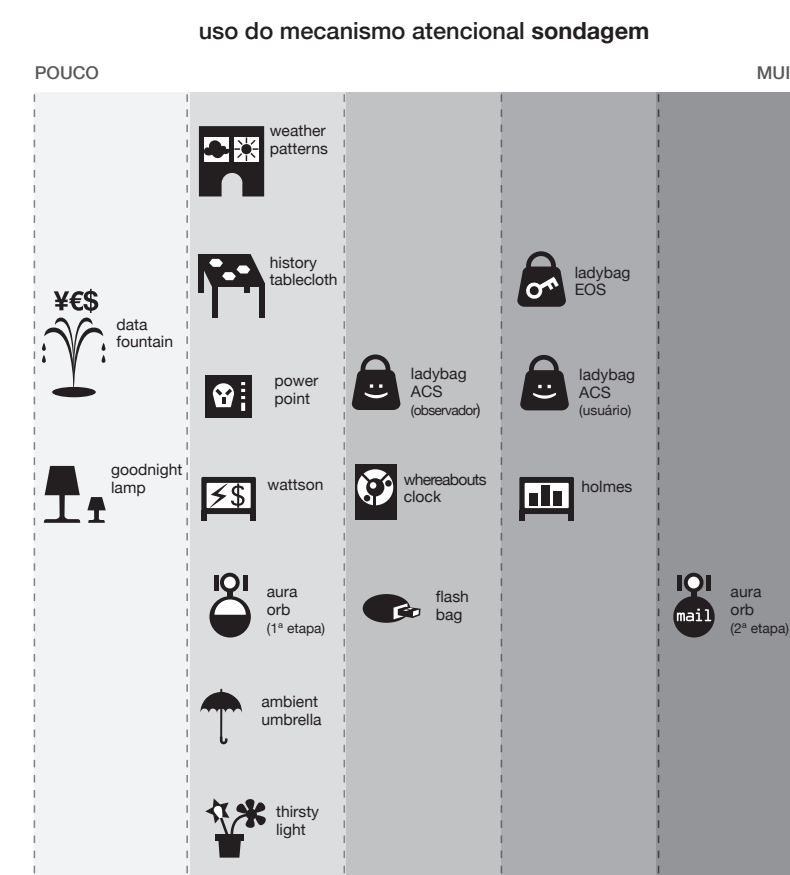 uso do mecanismo atencional sondagem
POUCO
MUI
weather
patterns
history
tablecloth
ladybag
EOS
¥€$
data
fountain
power
point
ladybag
ACS
(observador)
ladybag
ACS
(usuário)
goodnight
lamp
⚡$
wattson
whereabouts
clock
holmes
aura
orb
(1ª etapa)
flash
bag
mail
aura
orb
(2ª etapa)
ambient
umbrella
thirsty
light